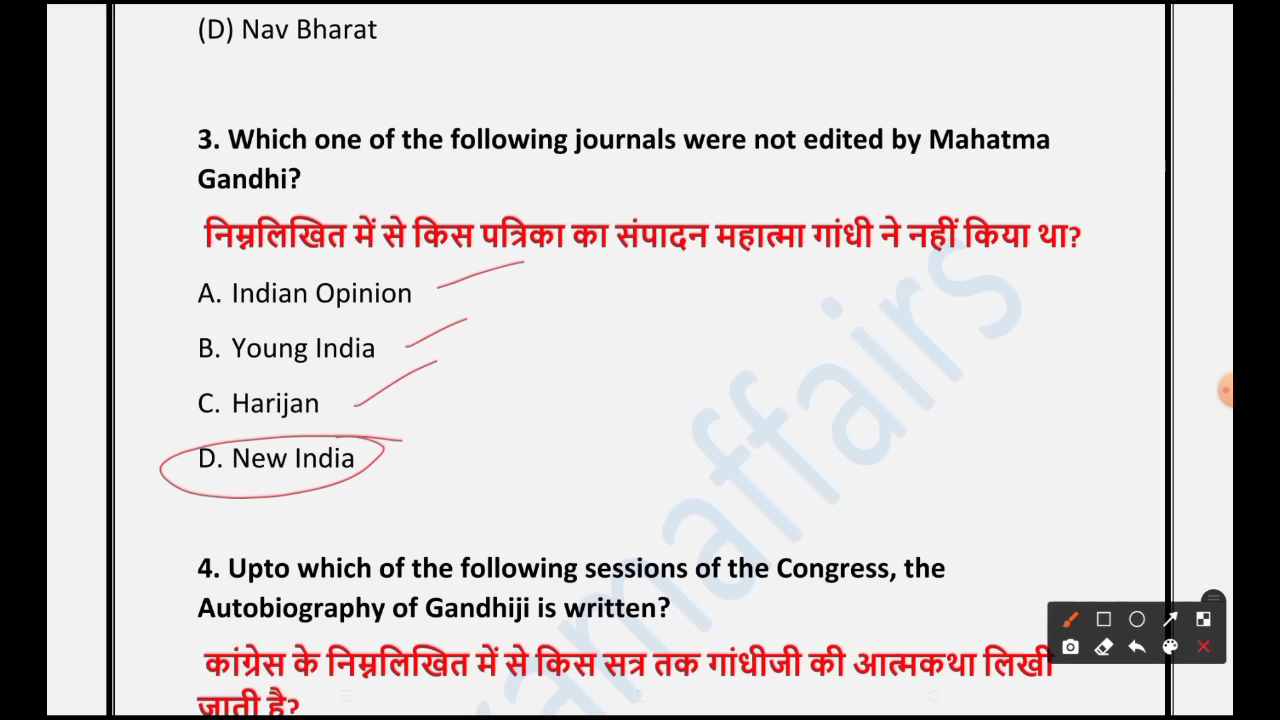 (D) Nav Bharat
3. Which one of the following journals were not edited by Mahatma
Gandhi?
निम्नलिखित में से किस पत्रिका का संपादन महात्मा गांधी ने नहीं किया था?
A. Indian Opinion
B. Young India
C. Harijan
D. New India
4. Upto which of the following sessions of the Congress, the
Autobiography of Gandhiji is written?
कांग्रेस के निम्नलिखित में से किस सत्र तक गांधीजी की आत्मकथा लिखी
जाती है?
amaffairs